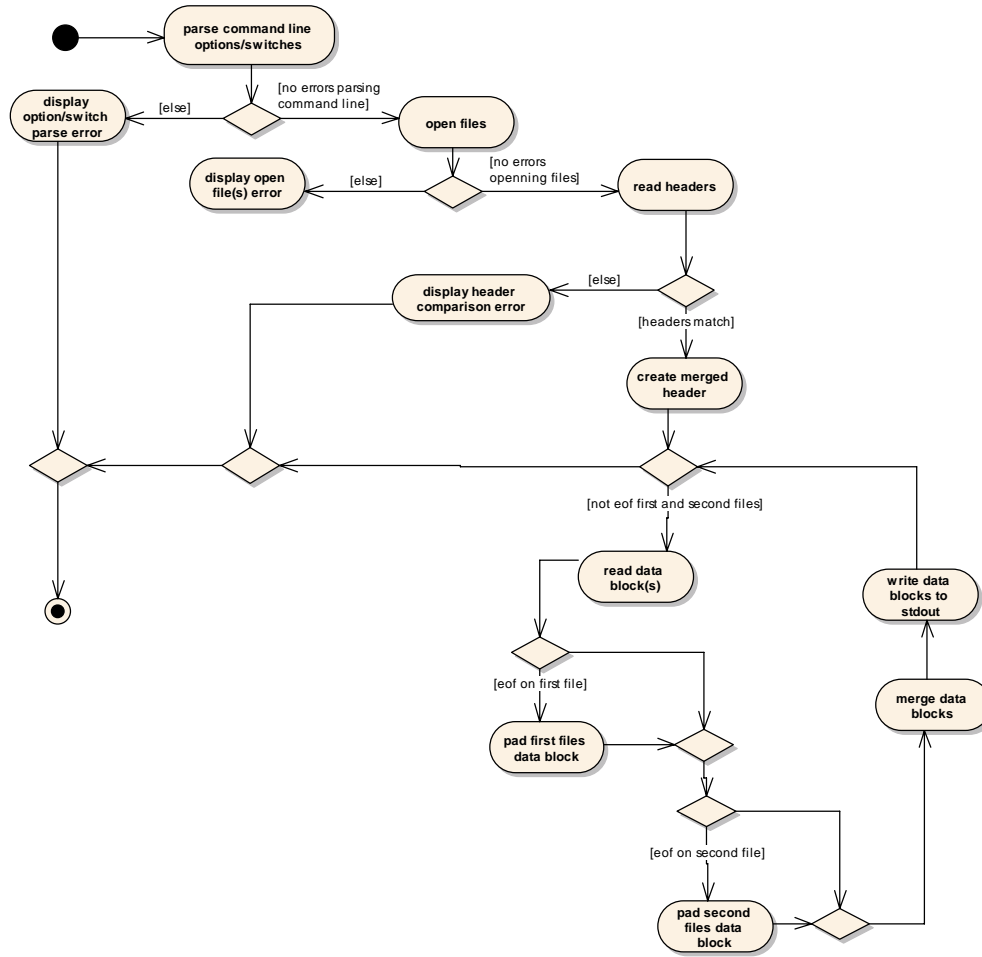 parse command line
options/switches
[no errors parsing
command line]
[else]
display
option/switch
parse error
open files
[no errors
openning files]
[else]
display open
file(s) error
read headers
[else]
display header
comparison error
[headers match]
create merged
header
[not eof first and second files]
read data
block(s)
write data
blocks to
stdout
[eof on first file]
merge data
blocks
pad first files
data block
[eof on second file]
pad second
files data
block